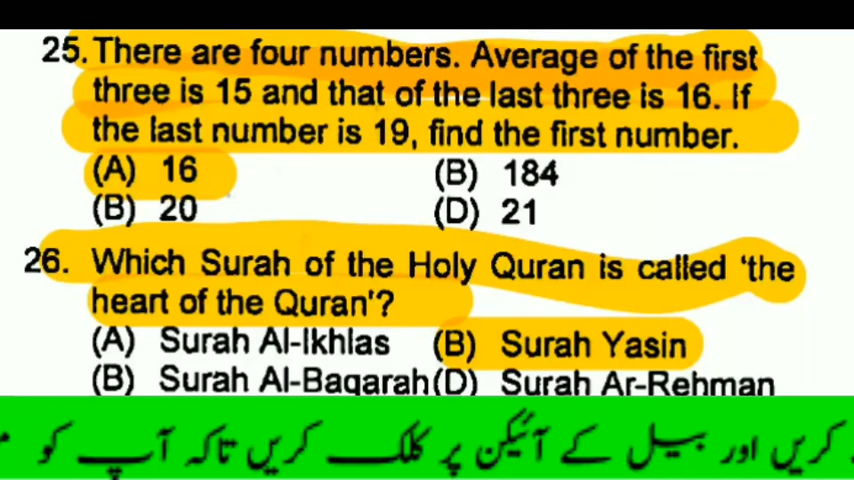 25. There are four numbers. Average of the first
three is 15 and that of the last three is 16. If
the last number is 19, find the first number.
(A) 16 (B) 184
(B) 20 (D) 21
26. Which Surah of the Holy Quran is called 'the
heart of the Quran'?
(A) Surah Al-Ikhlas (B) Surah Yasin
(B) Surah Al-Baqarah (D) Surah Ar-Rehman
کریں اور بیل کے آئیکن پر کلک کریں تاکہ آپ کو